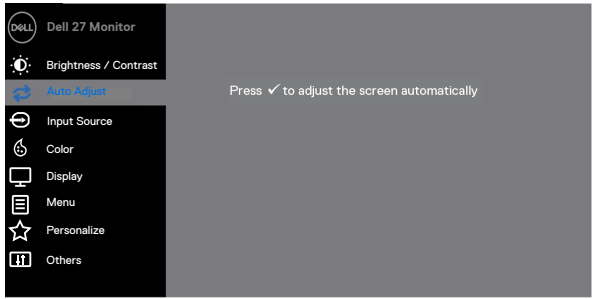 DELL Dell 27 Monitor
Brightness / Contrast
Auto Adjust
Press ✓ to adjust the screen automatically
Input Source
Color
Display
Menu
Personalize
Others